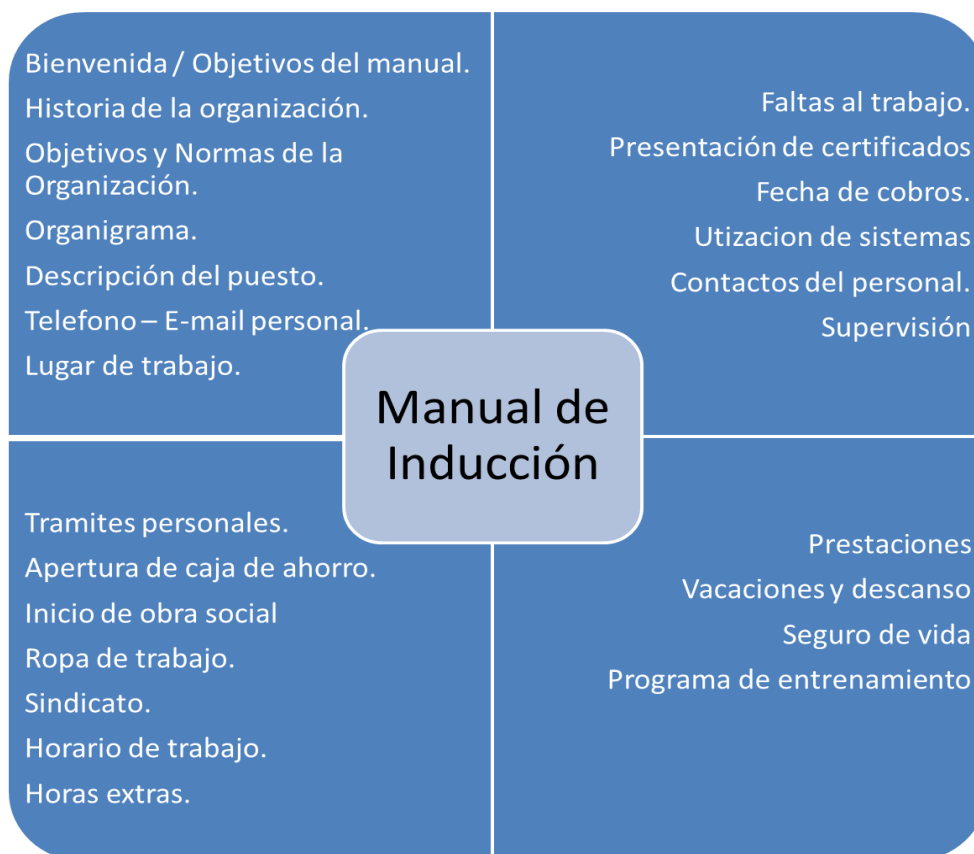 Bienvenida / Objetivos del manual.
Historia de la organización.
Objetivos y Normas de la
Organización.
Organigrama.
Descripción del puesto.
Telefono – E-mail personal.
Lugar de trabajo.
Faltas al trabajo.
Presentación de certificados
Fecha de cobros.
Utizacion de sistemas
Contactos del personal.
Supervisión
Manual de
Inducción
Tramites personales.
Apertura de caja de ahorro.
Inicio de obra social
Ropa de trabajo.
Sindicato.
Horario de trabajo.
Horas extras.
Prestaciones
Vacaciones y descanso
Seguro de vida
Programa de entrenamiento